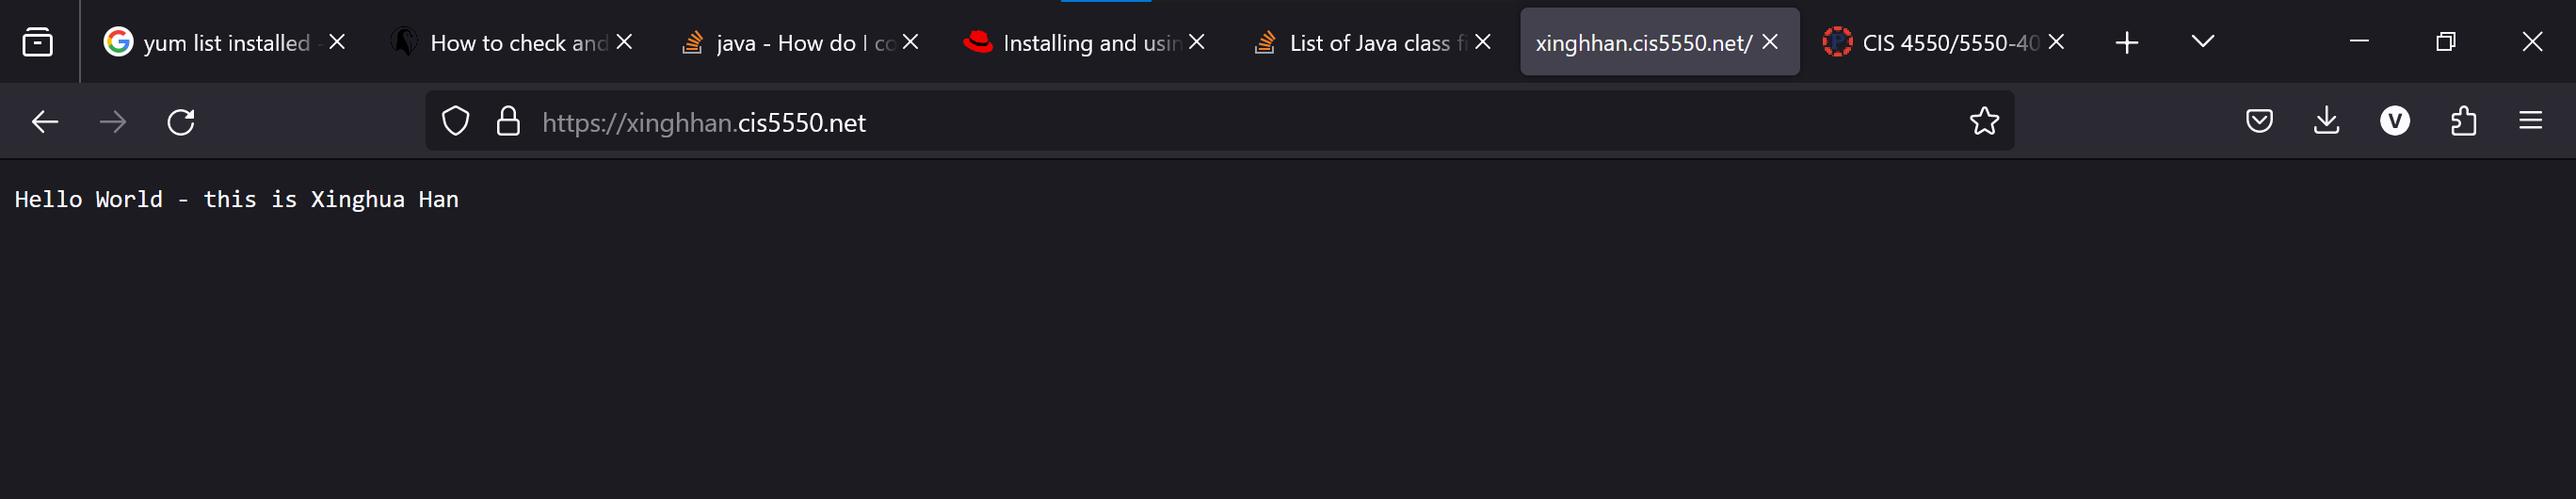 yum list installed -
How to check and
java - How do I co
Installing and usin
List of Java class fi
xinghhan.cis5550.net/
CIS 4550/5550-40
https://xinghhan.cis5550.net
V
Hello World - this is Xinghua Han